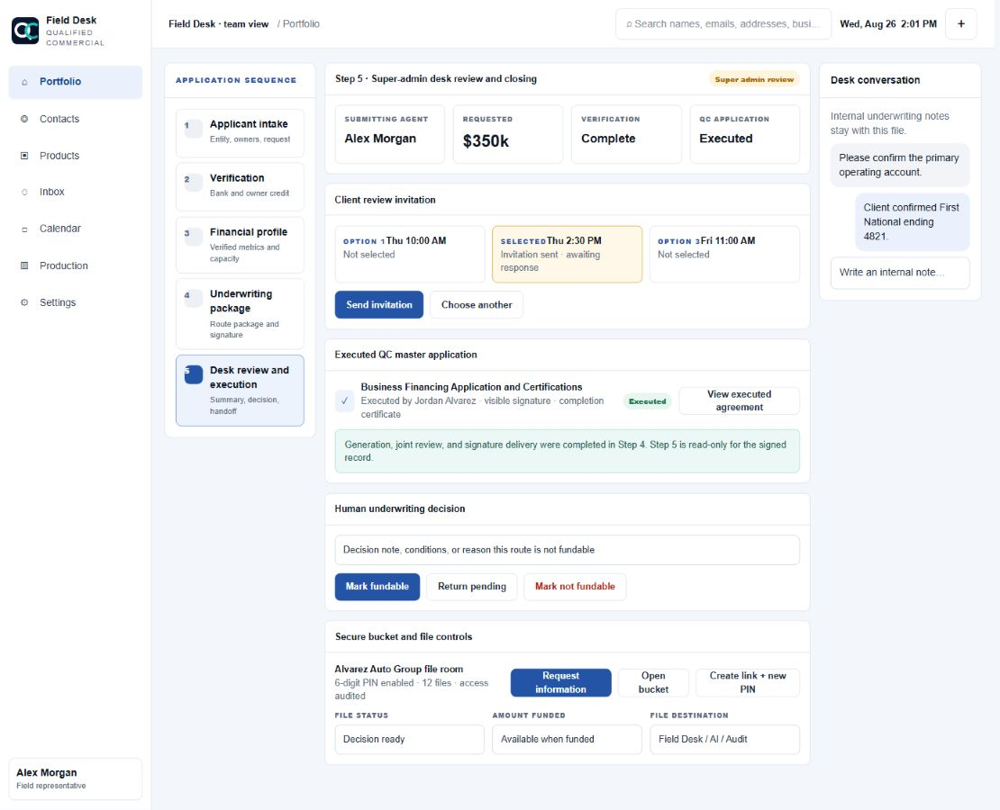 Field Desk
QUALIFIED
COMMERCIAL
Portfolio
Contacts
Products
Inbox
Calendar
Production
Settings
Alex Morgan
Field representative
Field Desk · team view / Portfolio
Search names, emails, addresses, busi...
Wed, Aug 26 2:01 PM
+
APPLICATION SEQUENCE
1
Applicant intake
Entity, owners, request
2
Verification
Bank and owner credit
3
Financial profile
Verified metrics and
capacity
4
Underwriting
package
Route package and
signature
5
Desk review and
execution
Summary, decision,
handoff
Step 5 · Super-admin desk review and closing
Super admin review
SUBMITTING AGENT
Alex Morgan
REQUESTED
$350k
VERIFICATION
Complete
QC APPLICATION
Executed
Client review invitation
OPTION 1 Thu 10:00 AM
Not selected
SELECTED Thu 2:30 PM
Invitation sent · awaiting
response
OPTION 3 Fri 11:00 AM
Not selected
Send invitation
Choose another
Executed QC master application
✓
Business Financing Application and Certifications
Executed by Jordan Alvarez · visible signature · completion
certificate
Executed
View executed
agreement
Generation, joint review, and signature delivery were completed in Step 4. Step 5 is read-only for the signed
record.
Human underwriting decision
Decision note, conditions, or reason this route is not fundable
Mark fundable
Return pending
Mark not fundable
Secure bucket and file controls
Alvarez Auto Group file room
6-digit PIN enabled · 12 files · access
audited
Request
information
Open
bucket
Create link + new
PIN
FILE STATUS
Decision ready
AMOUNT FUNDED
Available when funded
FILE DESTINATION
Field Desk / AI / Audit
Desk conversation
Internal underwriting notes
stay with this file.
Please confirm the primary
operating account.
Client confirmed First
National ending
4821.
Write an internal note...